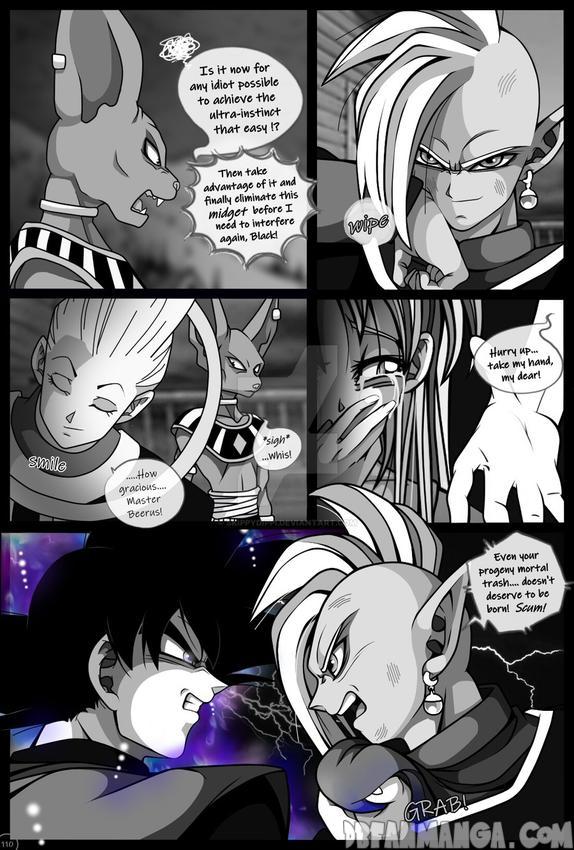 Is it now for
any idiot possible
to achieve the
ultra-instinct
that easy !?
Then take
advantage of it and
finally eliminate this
midget before I
need to interfere
again, Black!
wipe
smile
.....How
gracious....
Master
Beerus!
*sigh*
...whis!
Hurry up...
take my hand,
my dear!
Even your
progeny mortal
trash.... doesn't
deserve to be
born! Scum!
GRAB!
110
DBFANMANGA.COM